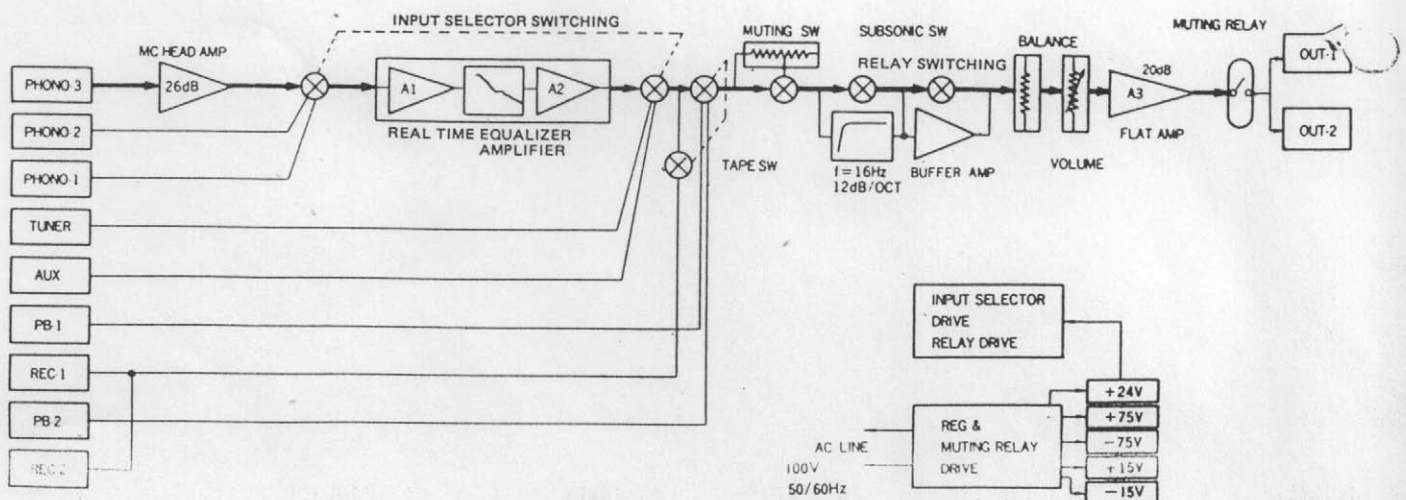 INPUT SELECTOR SWITCHING
MC HEAD AMP
MUTING SW
SUBSONIC SW
RELAY SWITCHING
BALANCE
MUTING RELAY
PHONO·3
26dB
A1
A2
20dB
A3
OUT·1
PHONO·2
REAL TIME EQUALIZER
AMPLIFIER
FLAT AMP
OUT·2
PHONO·1
TAPE SW
f=16Hz
12dB/OCT
BUFFER AMP
VOLUME
TUNER
AUX
PB·1
REC·1
PB·2
REC·2
INPUT SELECTOR
DRIVE
RELAY DRIVE
AC LINE
100V
50/60Hz
REG &
MUTING RELAY
DRIVE
+24V
+75V
−75V
+15V
−15V